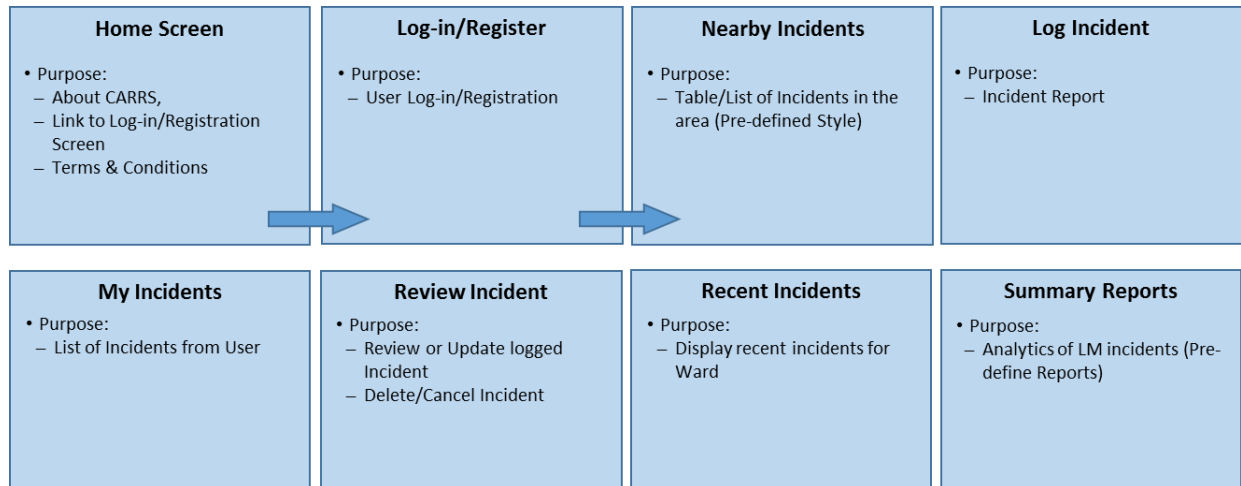 Home Screen
• Purpose:
– About CARRS,
– Link to Log-in/Registration
Screen
– Terms & Conditions
Log-in/Register
• Purpose:
– User Log-in/Registration
Nearby Incidents
• Purpose:
– Table/List of Incidents in the
area (Pre-defined Style)
Log Incident
• Purpose:
– Incident Report
My Incidents
• Purpose:
– List of Incidents from User
Review Incident
• Purpose:
– Review or Update logged
Incident
– Delete/Cancel Incident
Recent Incidents
• Purpose:
– Display recent incidents for
Ward
Summary Reports
• Purpose:
– Analytics of LM incidents (Pre-
define Reports)